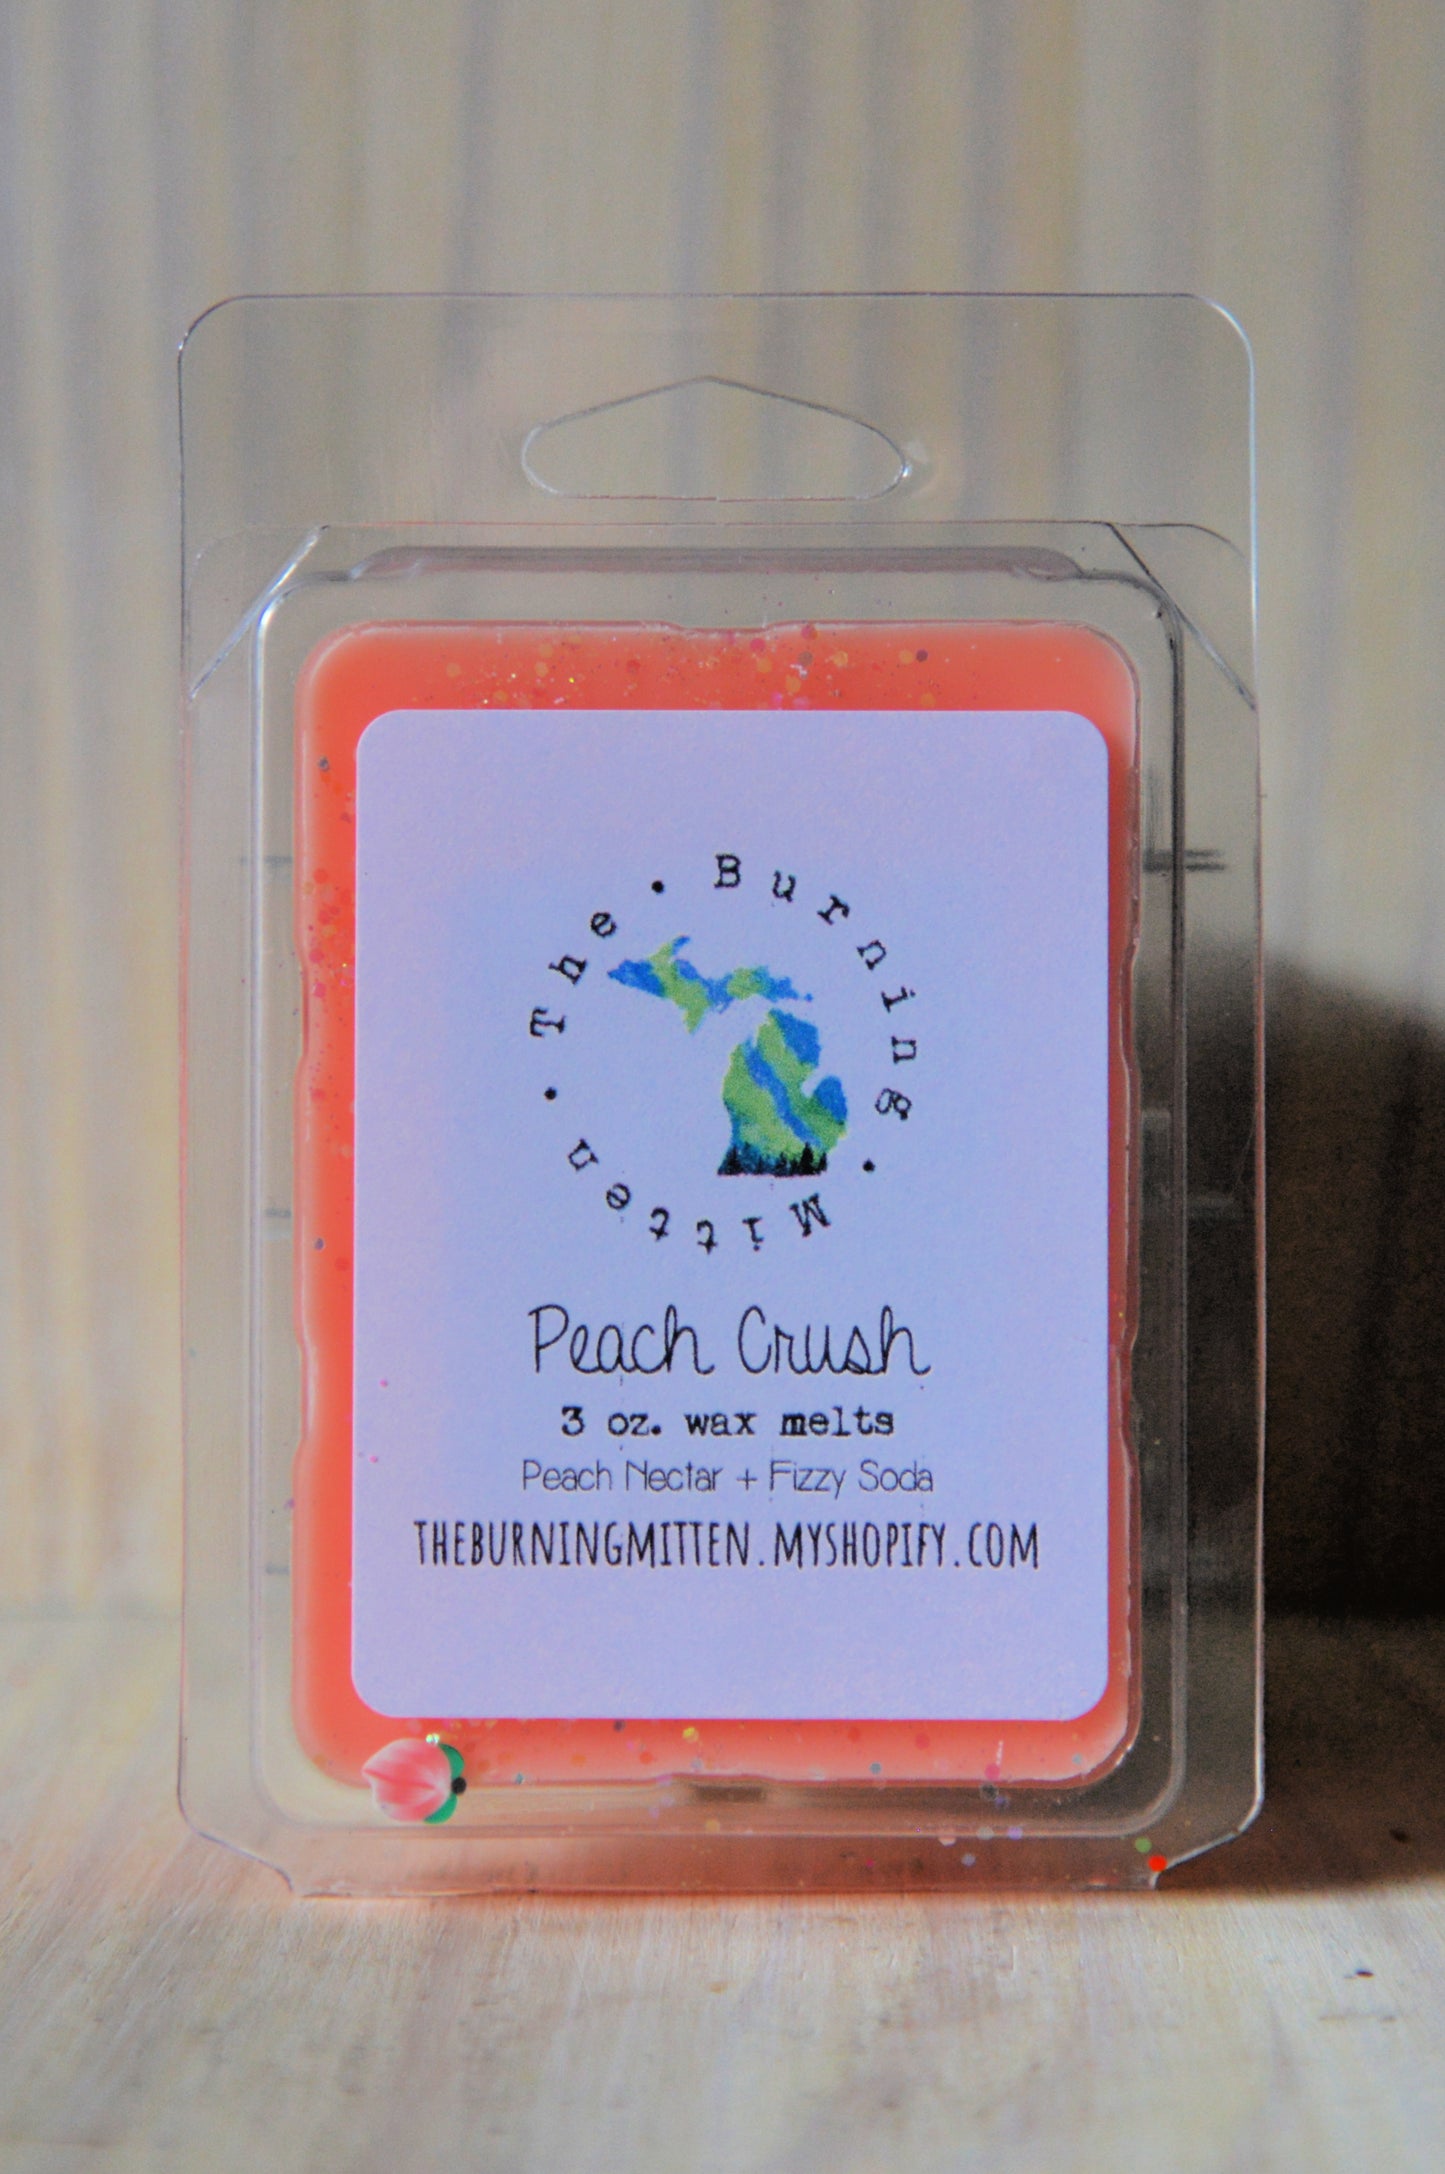 The • Burning • Mitten •
Peach Crush
3 oz. wax melts
Peach Nectar + Fizzy Soda
THEBURNINGMITTEN.MYSHOPIFY.COM